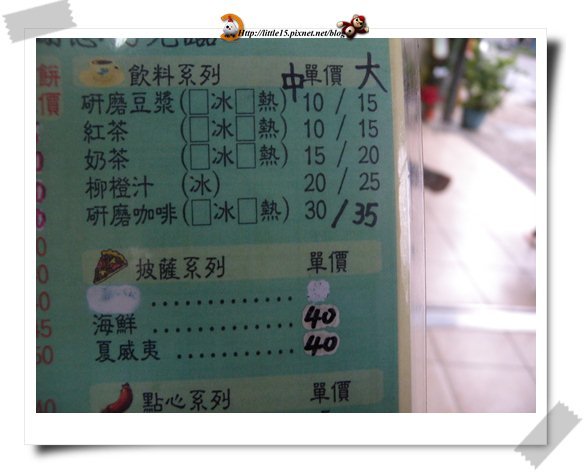 Http://little15.pixnet.net/blog
飲料系列 中 單價 大
研磨豆漿(□冰□熱) 10 / 15
紅茶 (□冰□熱) 10 / 15
奶茶 (□冰□熱) 15 / 20
柳橙汁 (冰) 20 / 25
研磨咖啡(□冰□熱) 30 / 35
披薩系列 單價
海鮮 ............. 40
夏威夷 ........... 40
點心系列 單價
餅
價
45